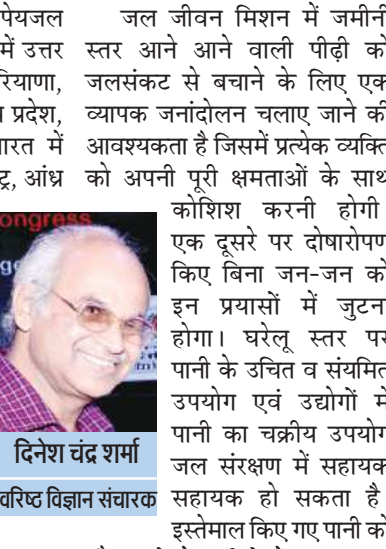 पेयजल
में उत्तर
रियाणा,
प्रदेश,
ारत में
ट्र, आंध्र
जल जीवन मिशन में जमीनी
स्तर आने आने वाली पीढ़ी को
जलसंकट से बचाने के लिए एक
व्यापक जनांदोलन चलाए जाने की
आवश्यकता है जिसमें प्रत्येक व्यक्ति
को अपनी पूरी क्षमताओं के साथ
कोशिश करनी होगी
एक दूसरे पर दोषारोपण
किए बिना जन-जन को
इन प्रयासों में जुटना
होगा। घरेलू स्तर पर
पानी के उचित व संयमित
उपयोग एवं उद्योगों में
पानी का चक्रीय उपयोग
जल संरक्षण में सहायक
सहायक हो सकता है
इस्तेमाल किए गए पानी को
ongress
दिनेश चंद्र शर्मा
वरिष्ठ विज्ञान संचारक